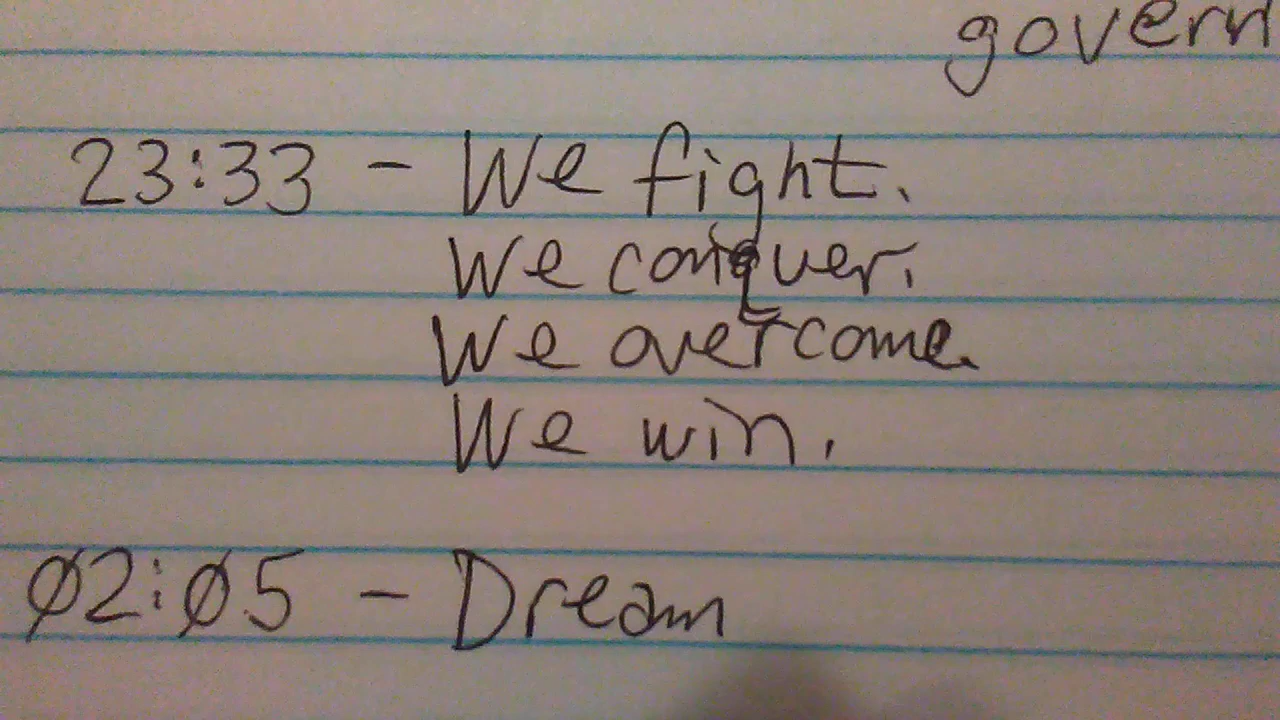 govern
23:33 - We fight.
We conquer.
We overcome.
We win.
Ø2:Ø5 - Dream